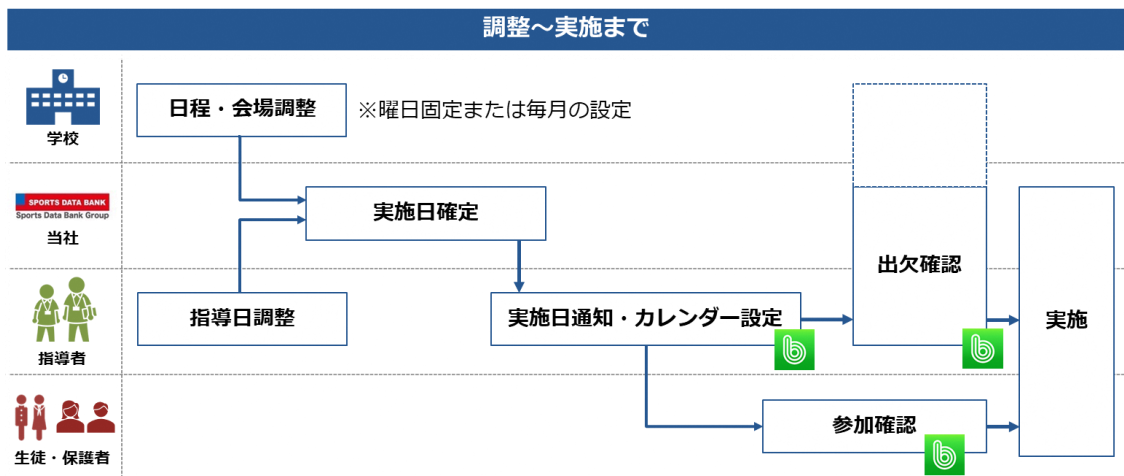 調整～実施まで
学校
日程・会場調整
※曜日固定または毎月の設定
SPORTS DATA BANK
Sports Data Bank Group
当社
実施日確定
出欠確認
実施
指導者
指導日調整
実施日通知・カレンダー設定
b
b
生徒・保護者
参加確認
b